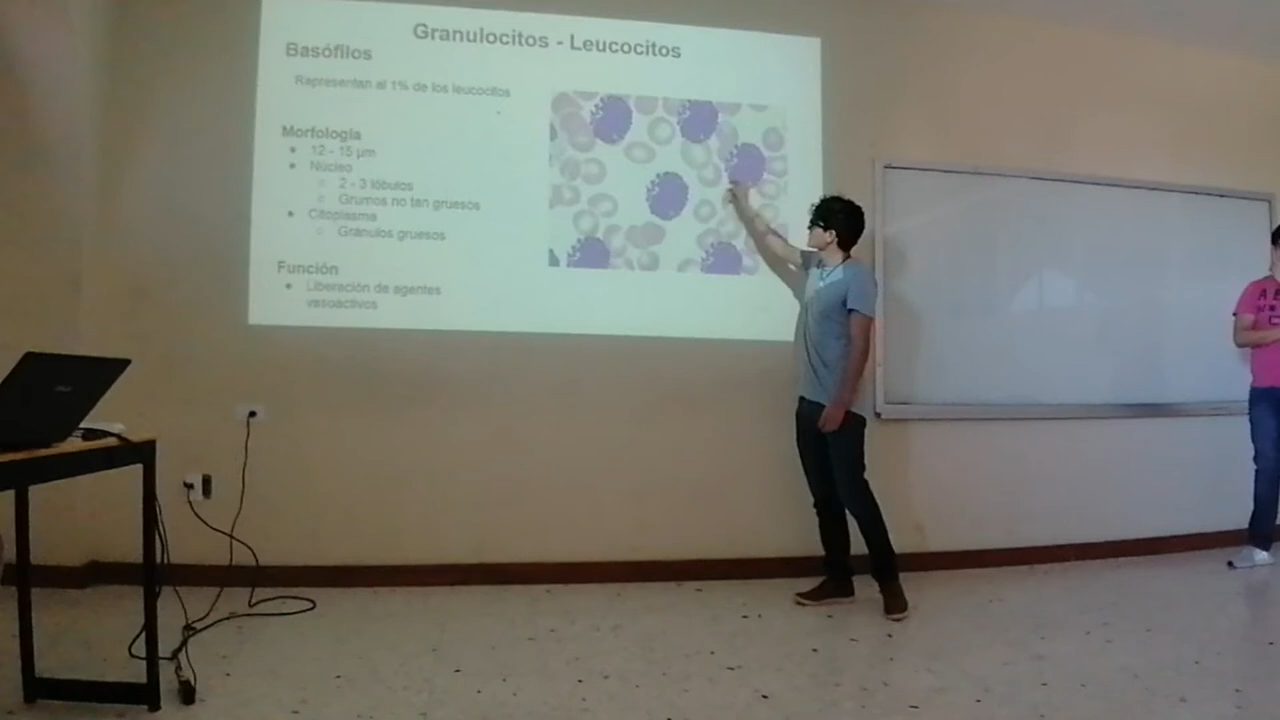 Granulocitos - Leucocitos
Basófilos
Representan al 1% de los leucocitos
Morfología
12 - 15 µm
Núcleo
2 - 3 lóbulos
Grumos no tan gruesos
Citoplasma
Gránulos gruesos
Función
Liberación de agentes
vasoactivos